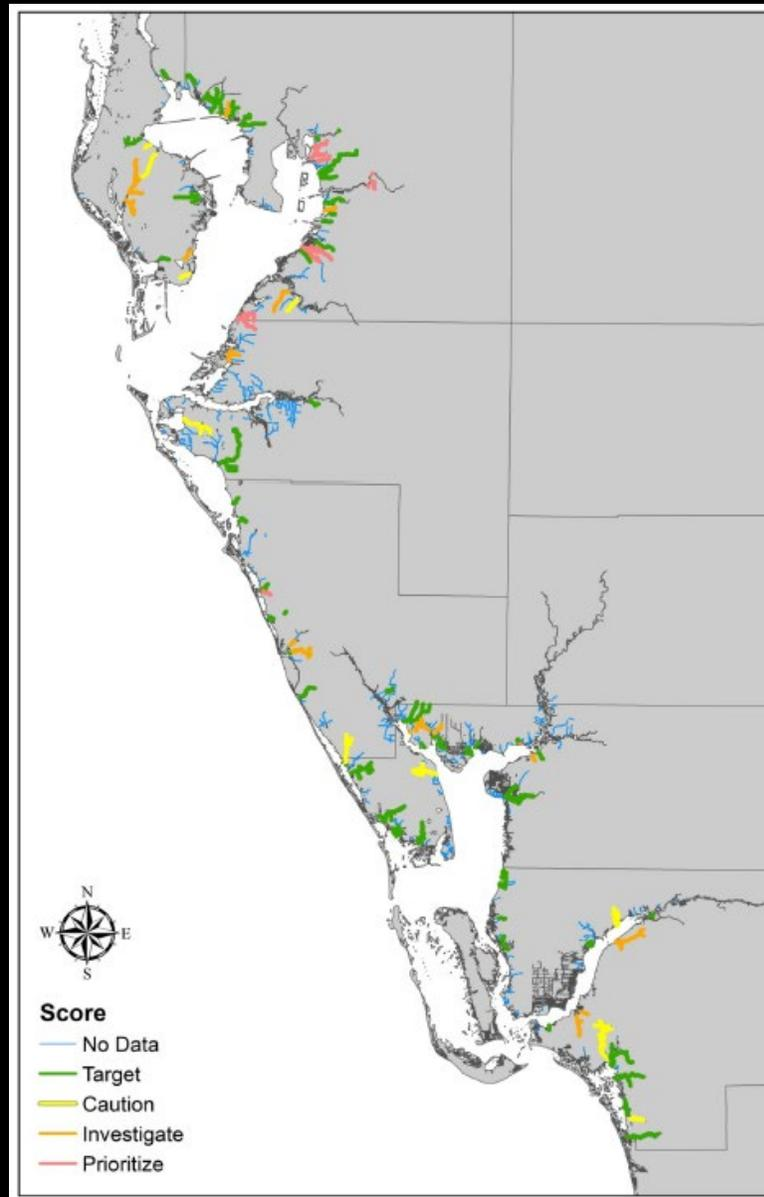 N
W E
S
Score
No Data
Target
Caution
Investigate
Prioritize